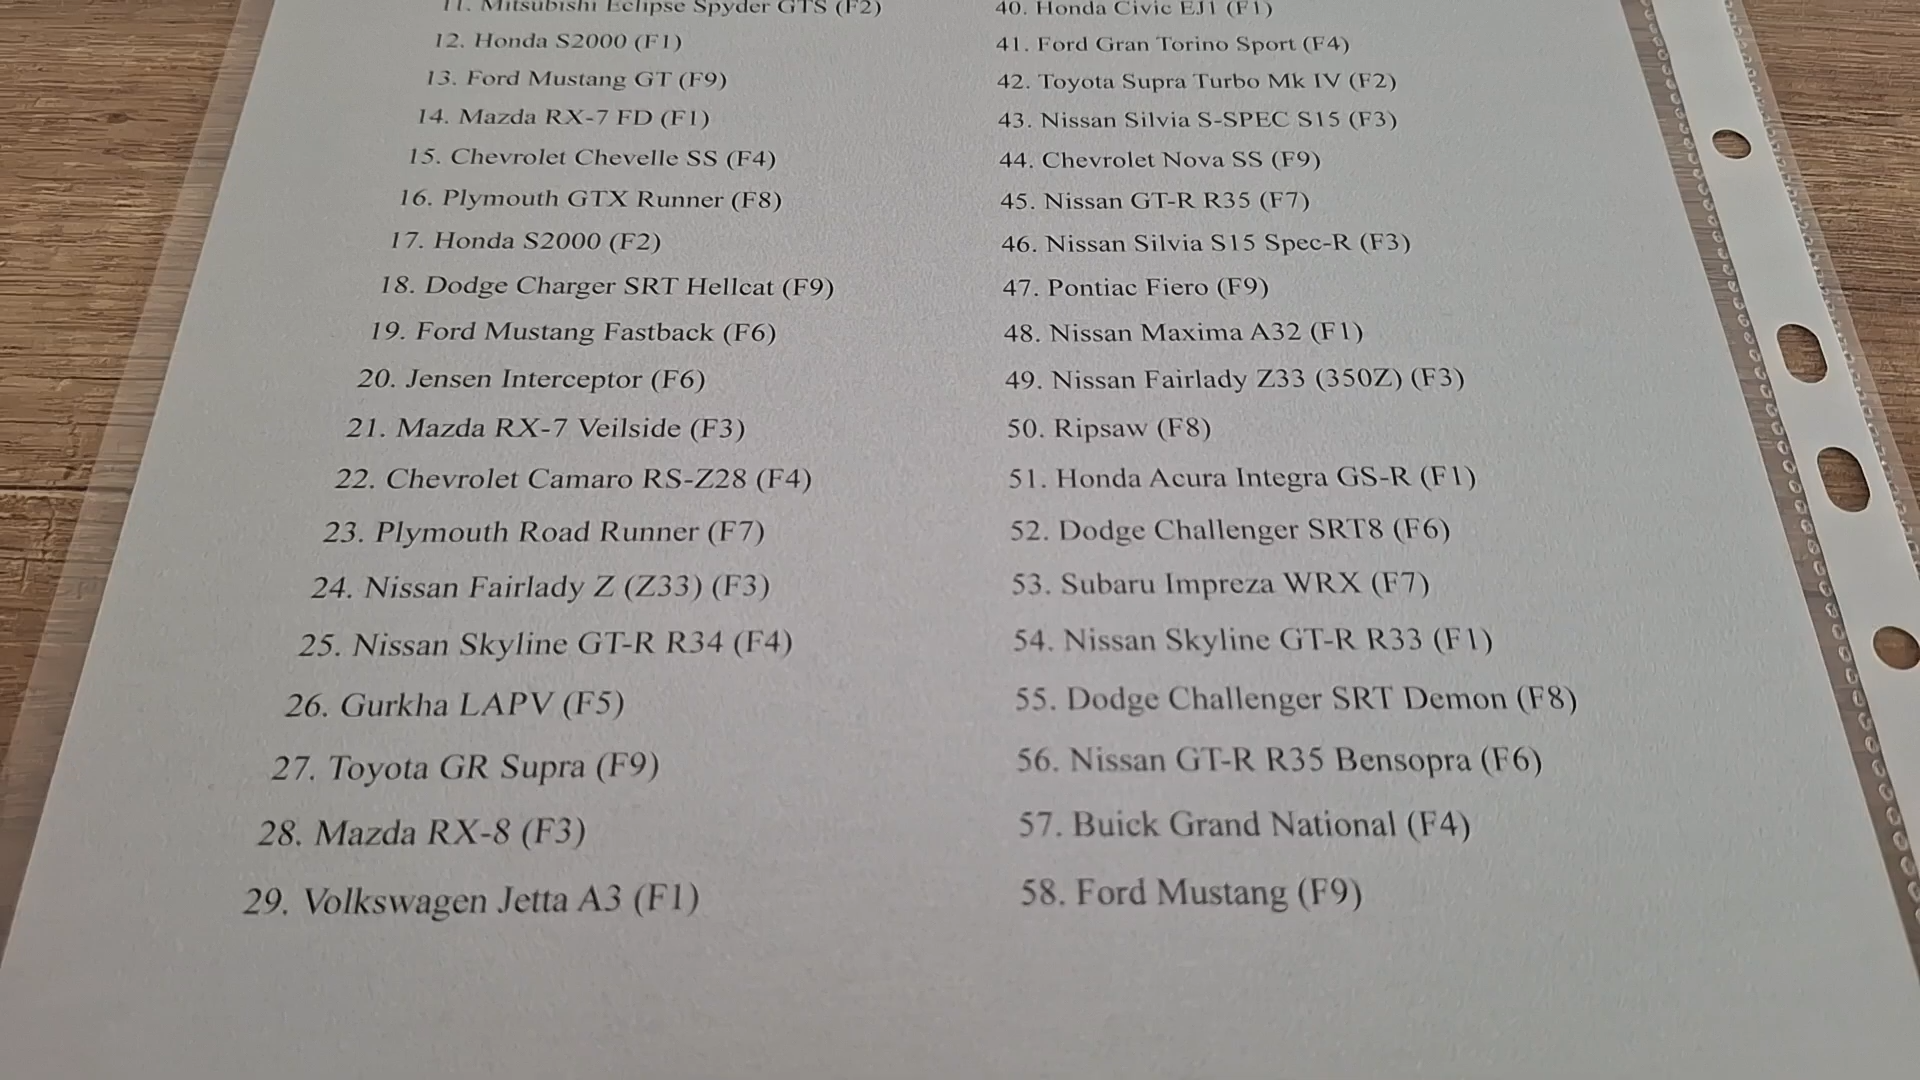 11. Mitsubishi Eclipse Spyder GTS (F2)
12. Honda S2000 (F1)
13. Ford Mustang GT (F9)
14. Mazda RX-7 FD (F1)
15. Chevrolet Chevelle SS (F4)
16. Plymouth GTX Runner (F8)
17. Honda S2000 (F2)
18. Dodge Charger SRT Hellcat (F9)
19. Ford Mustang Fastback (F6)
20. Jensen Interceptor (F6)
21. Mazda RX-7 Veilside (F3)
22. Chevrolet Camaro RS-Z28 (F4)
23. Plymouth Road Runner (F7)
24. Nissan Fairlady Z (Z33) (F3)
25. Nissan Skyline GT-R R34 (F4)
26. Gurkha LAPV (F5)
27. Toyota GR Supra (F9)
28. Mazda RX-8 (F3)
29. Volkswagen Jetta A3 (F1)
40. Honda Civic EJ1 (F1)
41. Ford Gran Torino Sport (F4)
42. Toyota Supra Turbo Mk IV (F2)
43. Nissan Silvia S-SPEC S15 (F3)
44. Chevrolet Nova SS (F9)
45. Nissan GT-R R35 (F7)
46. Nissan Silvia S15 Spec-R (F3)
47. Pontiac Fiero (F9)
48. Nissan Maxima A32 (F1)
49. Nissan Fairlady Z33 (350Z) (F3)
50. Ripsaw (F8)
51. Honda Acura Integra GS-R (F1)
52. Dodge Challenger SRT8 (F6)
53. Subaru Impreza WRX (F7)
54. Nissan Skyline GT-R R33 (F1)
55. Dodge Challenger SRT Demon (F8)
56. Nissan GT-R R35 Bensopra (F6)
57. Buick Grand National (F4)
58. Ford Mustang (F9)